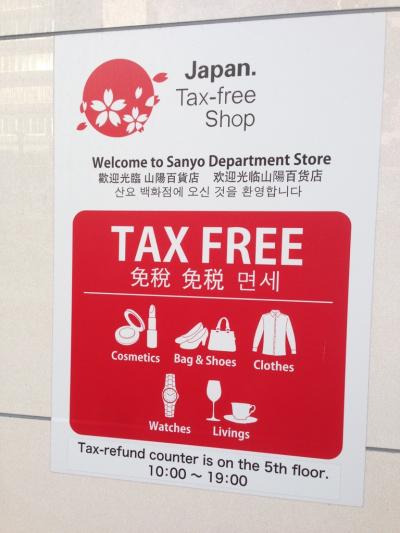 Japan.
Tax-free
Shop
Welcome to Sanyo Department Store
歡迎光臨 山陽百貨店 欢迎光临山陽百货店
산요 백화점에 오신 것을 환영합니다
TAX FREE
免稅 免税 면세
Cosmetics
Bag & Shoes
Clothes
Watches
Livings
Tax-refund counter is on the 5th floor.
10:00 ~ 19:00